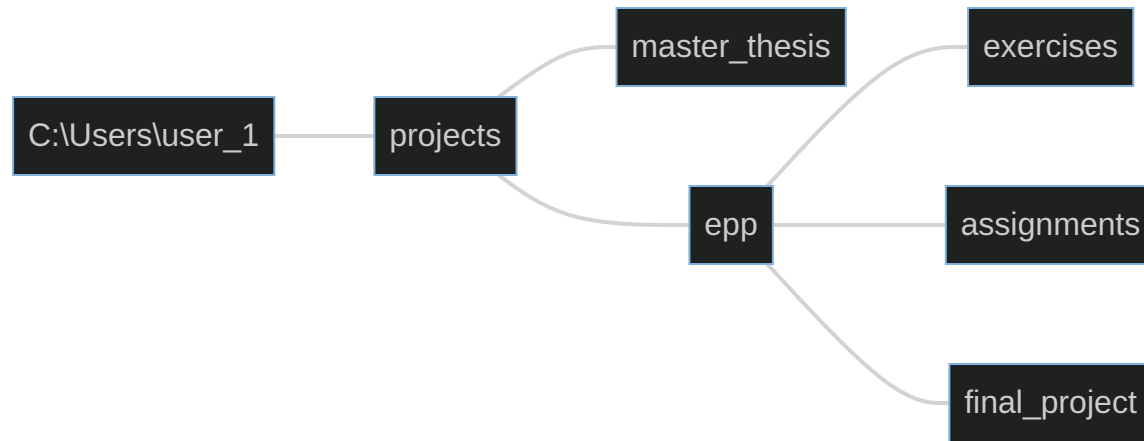 C:\Users\user_1
projects
master_thesis
epp
exercises
assignments
final_project